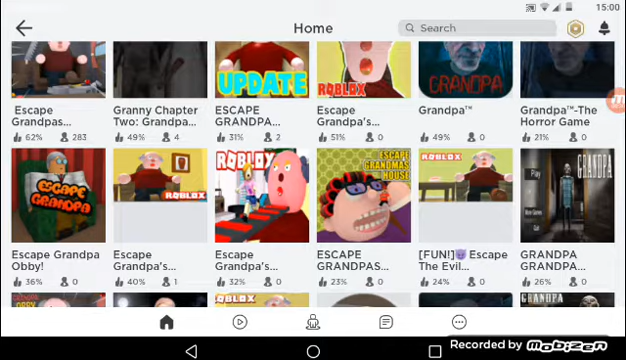 15:00
Home
Search
UPDATE
ROBLOX
GRANDPA
Escape
Grandpas...
Granny Chapter
Two: Grandpa...
ESCAPE
GRANDPA...
Escape
Grandpa's...
Grandpa™
Grandpa™-The
Horror Game
62% 283
49% 4
31% 2
51% 0
49% 0
21% 0
ESCAPE
GRANDPA
ROBLOX
ROBLOX
ESCAPE
GRANDMAS
HOUSE
ROBLOX
GRANDPA
Play
Quit
Escape Grandpa
Obby!
Escape
Grandpa's...
Escape
Grandpa's...
ESCAPE
GRANDPAS...
[FUN!]😈 Escape
The Evil...
GRANDPA
GRANDPA...
36% 0
40% 1
32% 0
23% 0
24% 0
26% 0
Recorded by
MOBIZEN